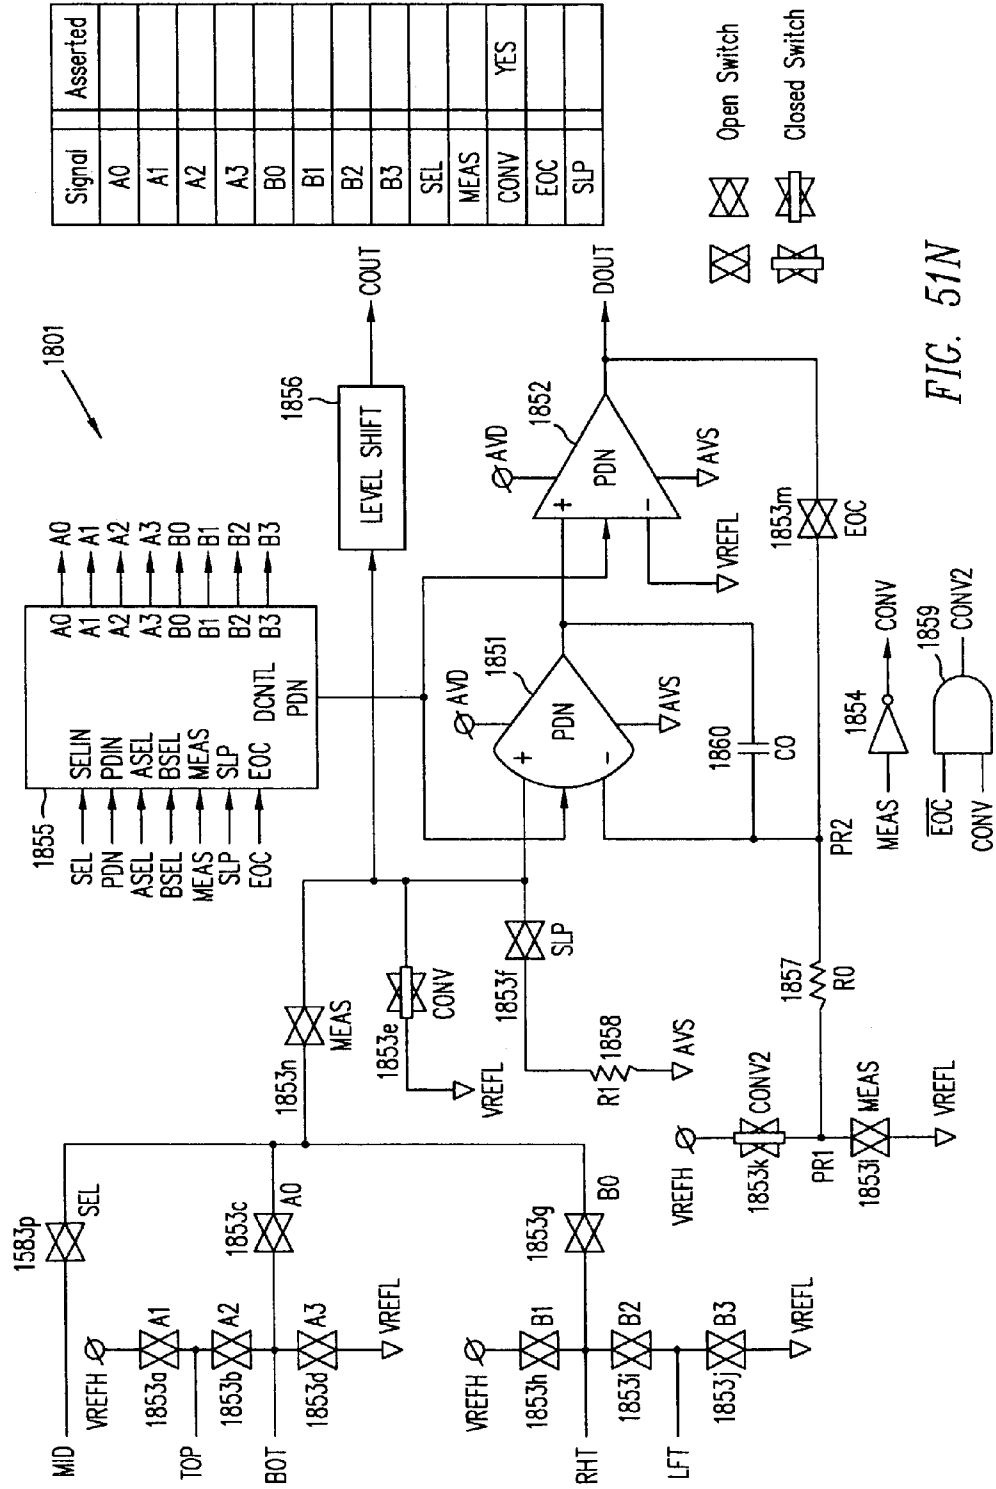 1801
1855
SEL
PDN
ASEL
BSEL
MEAS
SLP
EOC
SELIN
PDIN
ASEL
BSEL
MEAS
SLP
EOC
DCNTL
PDN
A0
A1
A2
A3
B0
B1
B2
B3
A0
A1
A2
A3
B0
B1
B2
B3
Signal Asserted
A0
A1
A2
A3
B0
B1
B2
B3
SEL
MEAS
CONV YES
EOC
SLP
1856
LEVEL SHIFT
COUT
MID
1583p
SEL
VREFH
1853a
A1
TOP
1853b
A2
BOT
1853c
A0
1853d
A3
VREFL
VREFH
1853h
B1
RHT
1853g
B0
1853i
B2
LFT
1853j
B3
VREFL
1853n
MEAS
1853e
CONV
VREFL
1853f
SLP
R1
1858
AVS
AVD
1851
+
PDN
−
AVS
1860
CO
AVD
1852
+
PDN
−
AVS
VREFL
DOUT
1853m
EOC
VREFH
1853k
CONV2
PR1
1853l
MEAS
VREFL
1857
R0
PR2
MEAS
1854
CONV
EOC
CONV
1859
CONV2
Open Switch
Closed Switch
FIG. 51N